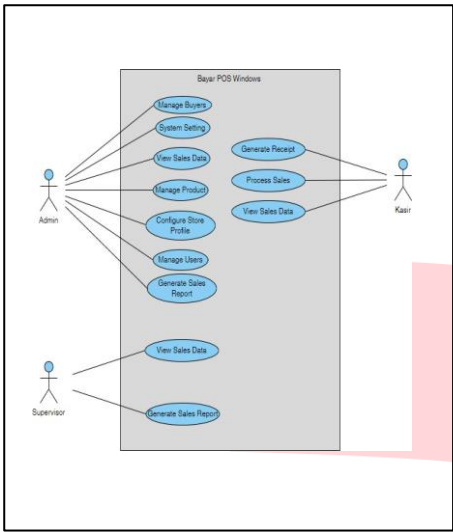 Bayar POS Windows
Manage Buyers
System Setting
View Sales Data
Manage Product
Configure Store
Profile
Manage Users
Generate Sales
Report
Admin
Generate Receipt
Process Sales
View Sales Data
Kasir
View Sales Data
Generate Sales Report
Supervisor